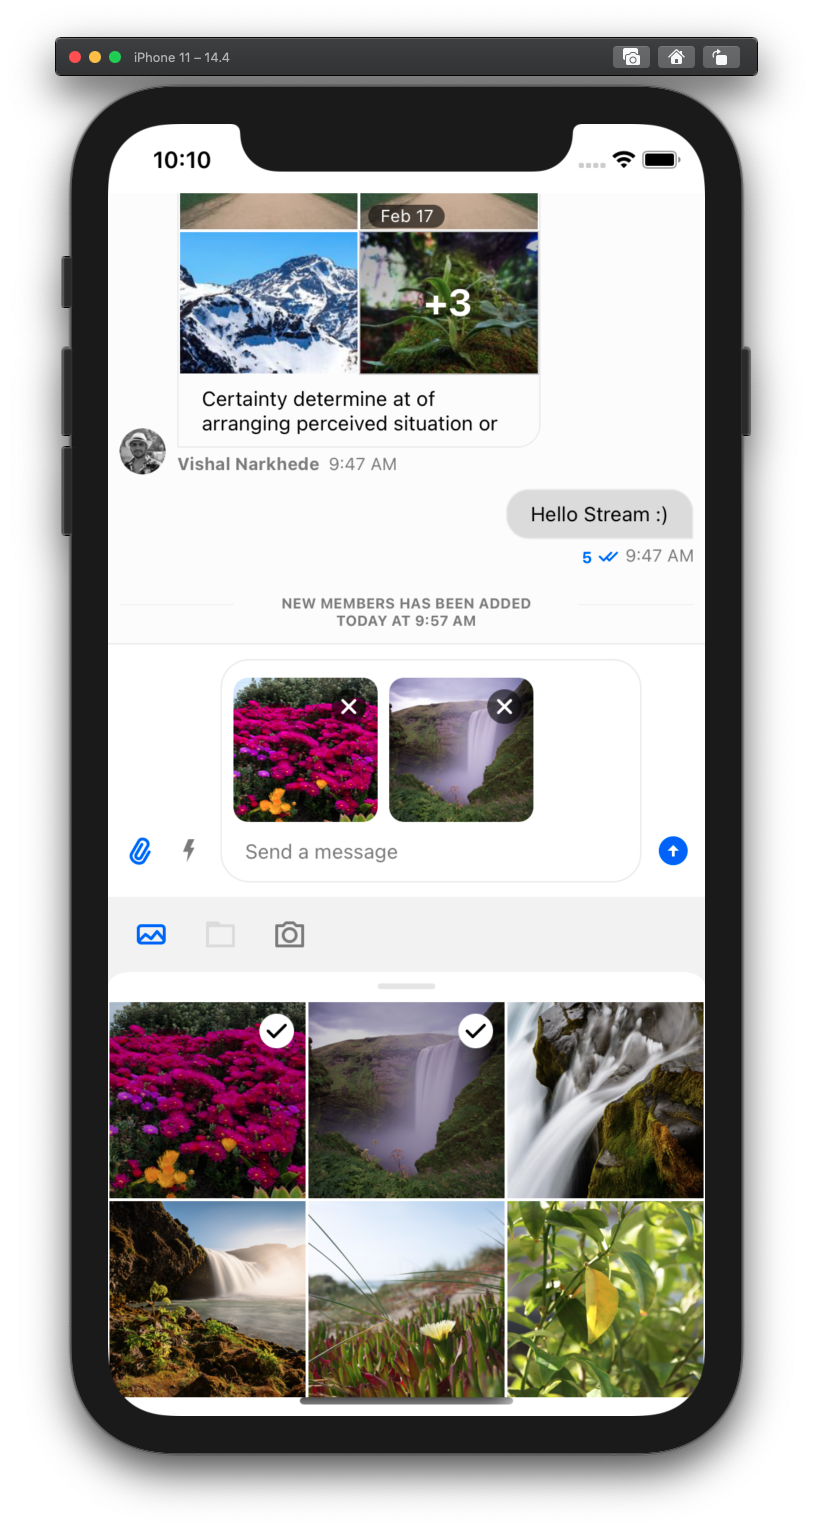 iPhone 11 – 14.4
10:10
Feb 17
+3
Certainty determine at of
arranging perceived situation or
Vishal Narkhede 9:47 AM
Hello Stream :)
5 9:47 AM
NEW MEMBERS HAS BEEN ADDED
TODAY AT 9:57 AM
Send a message